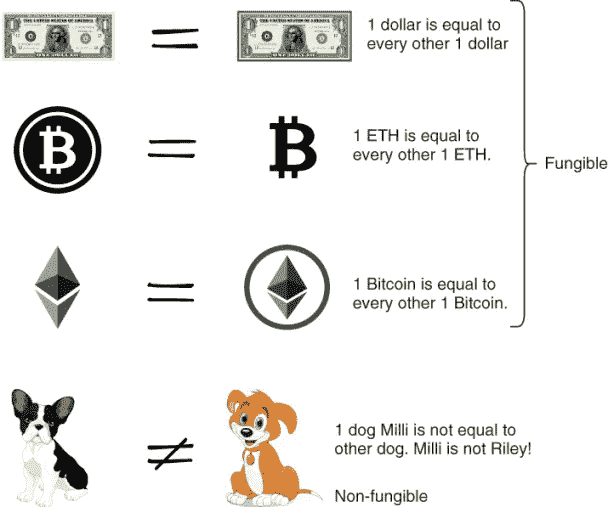 1 dollar is equal to
every other 1 dollar
1 ETH is equal to
every other 1 ETH.
Fungible
1 Bitcoin is equal to
every other 1 Bitcoin.
1 dog Milli is not equal to
other dog. Milli is not Riley!
Non-fungible